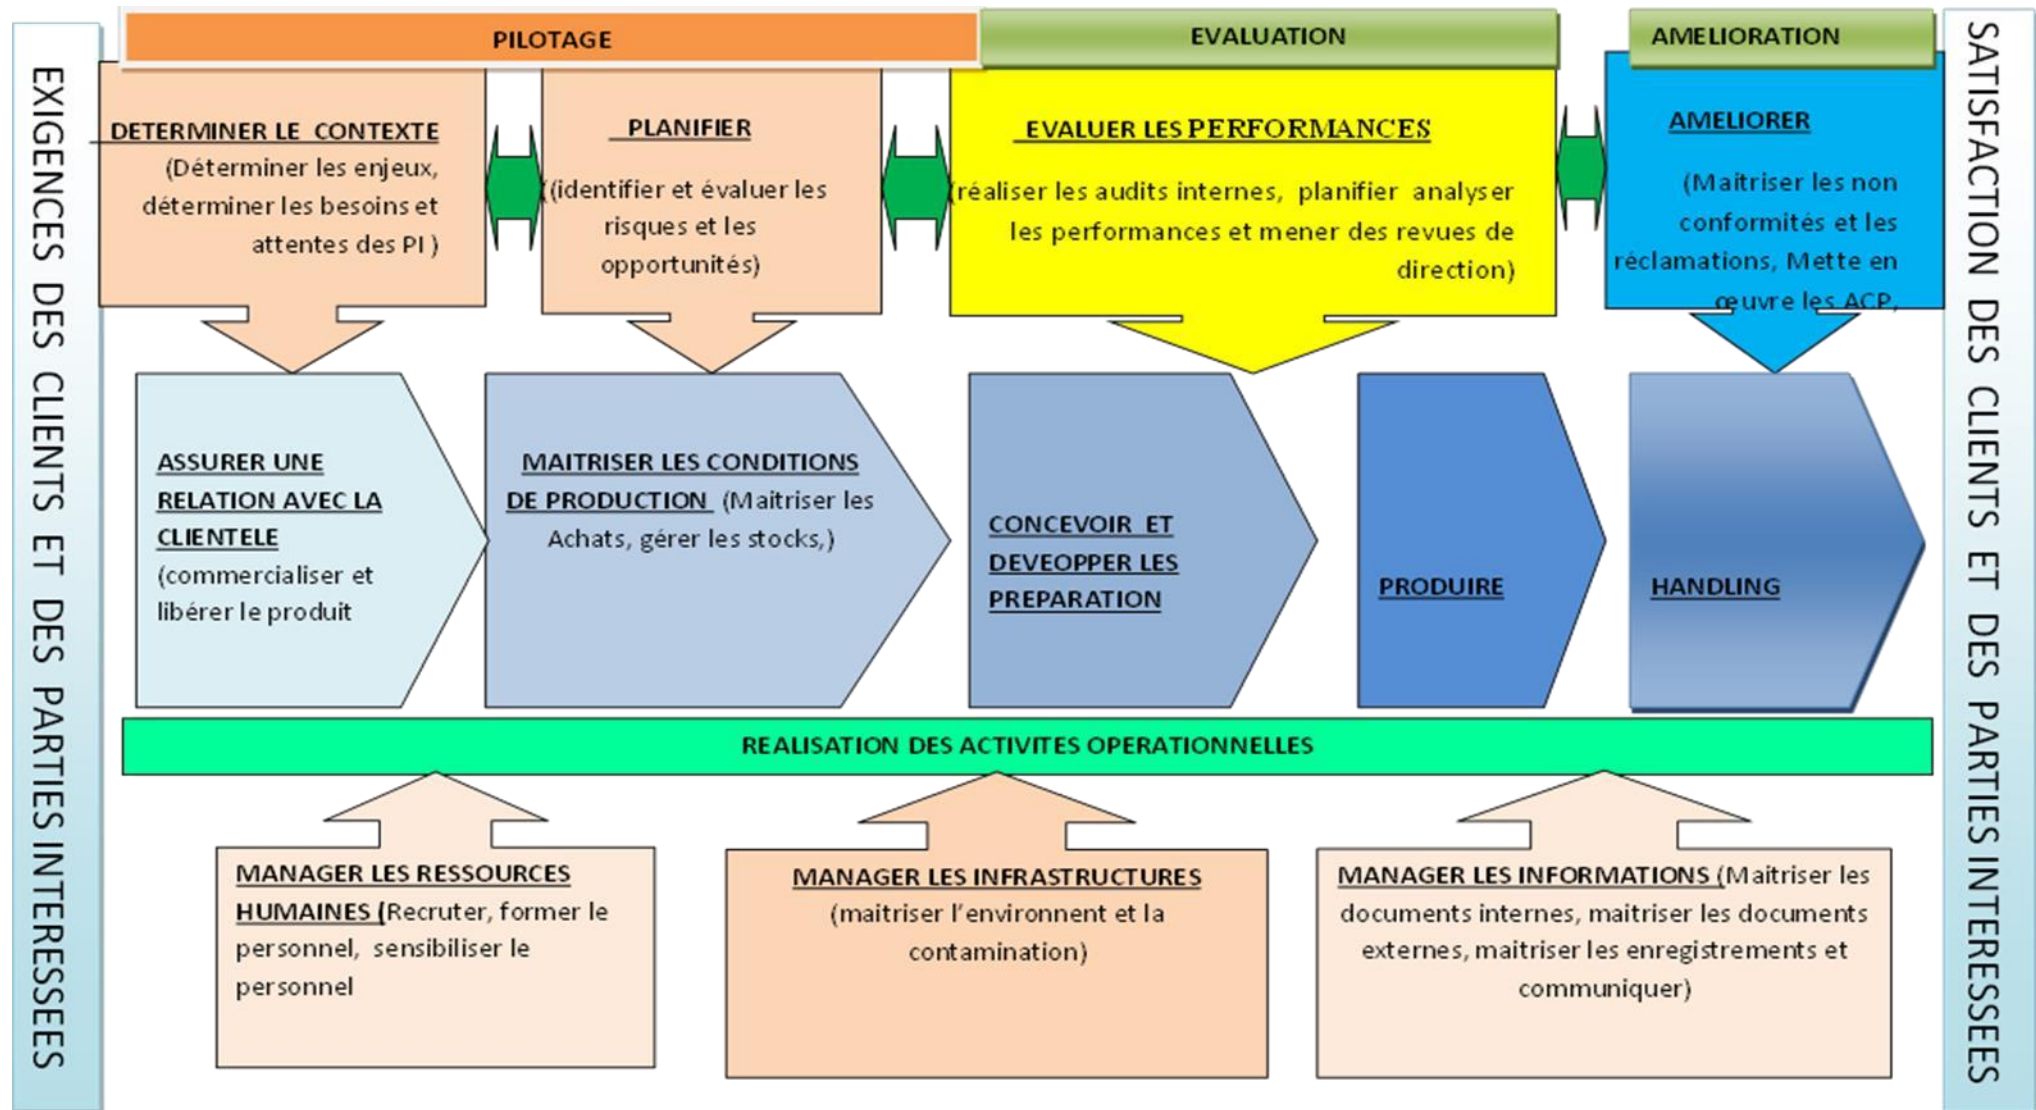 EXIGENCES DES CLIENTS ET DES PARTIES INTERESSEES
PILOTAGE
EVALUATION
AMELIORATION
DETERMINER LE CONTEXTE
(Déterminer les enjeux,
déterminer les besoins et
attentes des PI )
PLANIFIER
((identifier et évaluer les
risques et les
opportunités)
EVALUER LES PERFORMANCES
(réaliser les audits internes, planifier analyser
les performances et mener des revues de
direction)
AMELIORER
(Maitriser les non
conformités et les
réclamations, Mette en
œuvre les ACP,
ASSURER UNE
RELATION AVEC LA
CLIENTELE
(commercialiser et
libérer le produit
MAITRISER LES CONDITIONS
DE PRODUCTION (Maitriser les
Achats, gérer les stocks,)
CONCEVOIR ET
DEVEOPPER LES
PREPARATION
PRODUIRE
HANDLING
REALISATION DES ACTIVITES OPERATIONNELLES
MANAGER LES RESSOURCES
HUMAINES (Recruter, former le
personnel, sensibiliser le
personnel
MANAGER LES INFRASTRUCTURES
(maitriser l’environnent et la
contamination)
MANAGER LES INFORMATIONS (Maitriser les
documents internes, maitriser les documents
externes, maitriser les enregistrements et
communiquer)
SATISFACTION DES CLIENTS ET DES PARTIES INTERESSEES